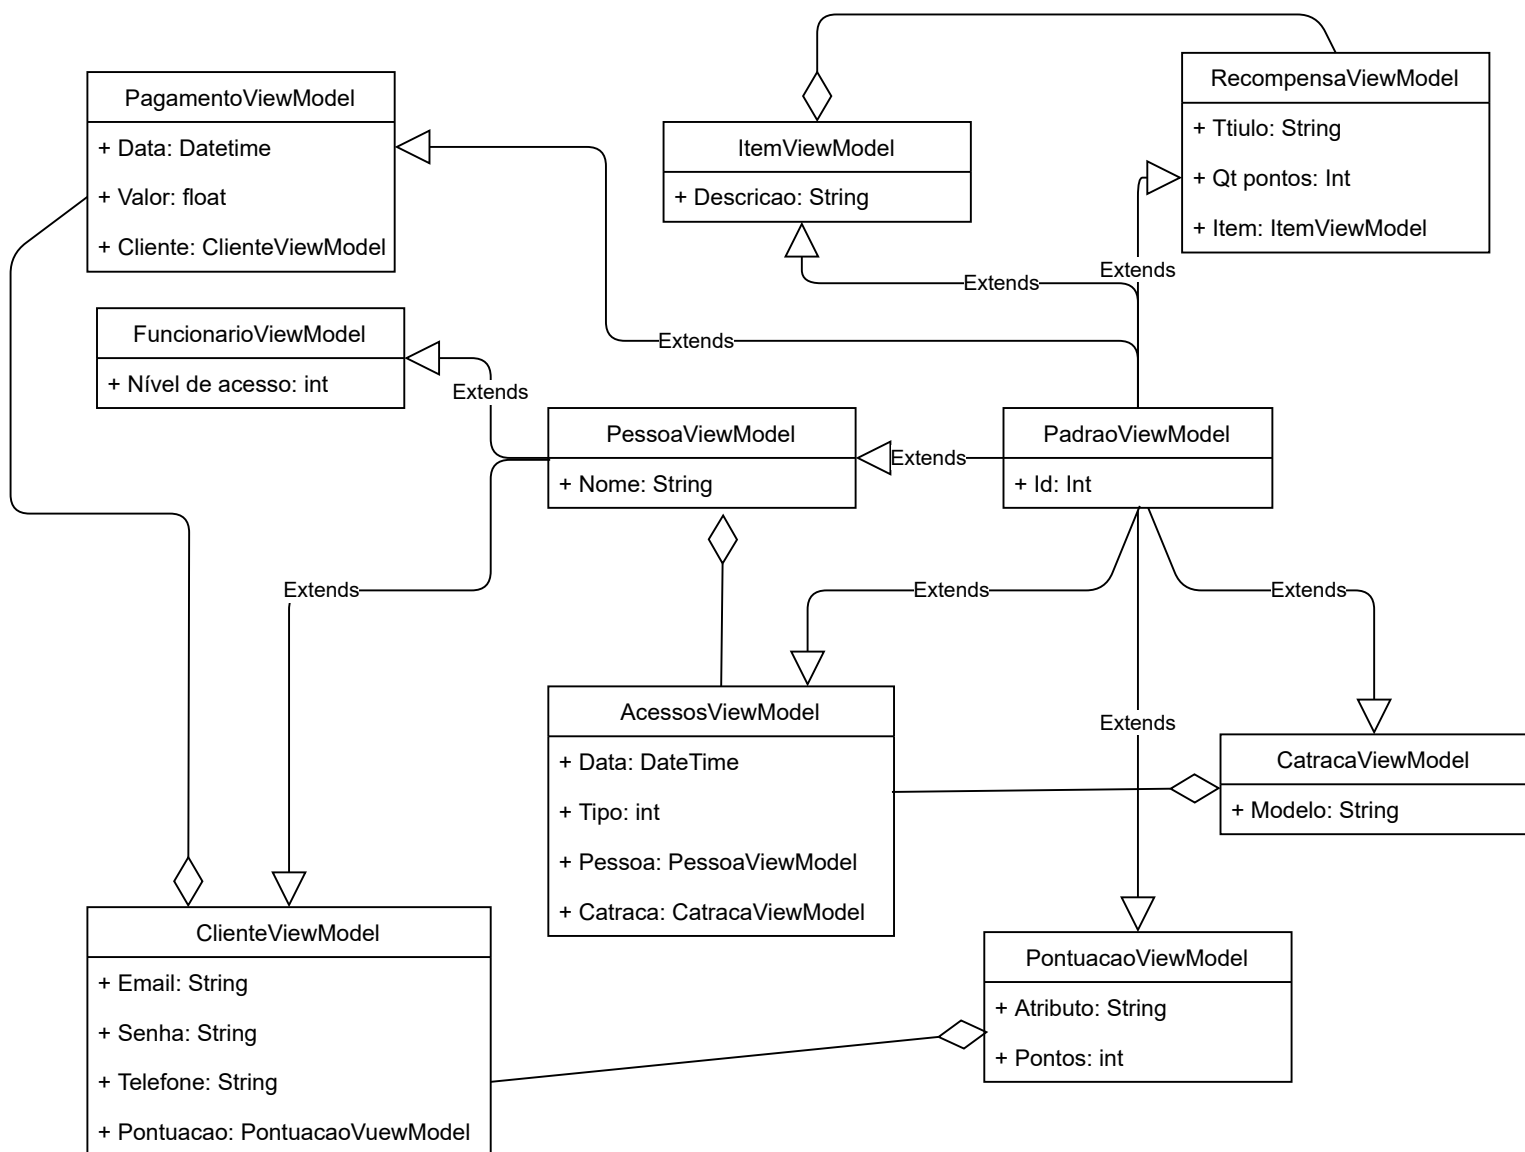 PagamentoViewModel
+ Data: Datetime
+ Valor: float
+ Cliente: ClienteViewModel
ItemViewModel
+ Descricao: String
RecompensaViewModel
+ Ttiulo: String
+ Qt pontos: Int
+ Item: ItemViewModel
Extends
Extends
Extends
FuncionarioViewModel
+ Nível de acesso: int
Extends
PessoaViewModel
+ Nome: String
Extends
PadraoViewModel
+ Id: Int
Extends
Extends
Extends
Extends
AcessosViewModel
+ Data: DateTime
+ Tipo: int
+ Pessoa: PessoaViewModel
+ Catraca: CatracaViewModel
CatracaViewModel
+ Modelo: String
ClienteViewModel
+ Email: String
+ Senha: String
+ Telefone: String
+ Pontuacao: PontuacaoVuewModel
PontuacaoViewModel
+ Atributo: String
+ Pontos: int